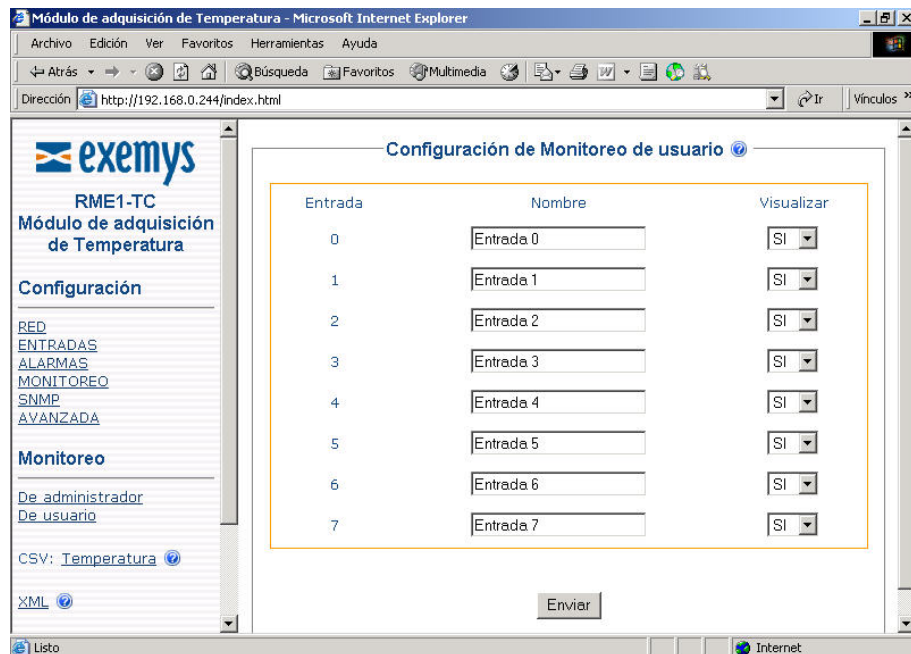 Módulo de adquisición de Temperatura - Microsoft Internet Explorer
Archivo Edición Ver Favoritos Herramientas Ayuda
Atrás Búsqueda Favoritos Multimedia
Dirección http://192.168.0.244/index.html Ir Vínculos »
exemys
RME1-TC
Módulo de adquisición
de Temperatura
Configuración
RED
ENTRADAS
ALARMAS
MONITOREO
SNMP
AVANZADA
Monitoreo
De administrador
De usuario
CSV: Temperatura ?
XML ?
Configuración de Monitoreo de usuario ?
Entrada Nombre Visualizar
0 Entrada 0 SI
1 Entrada 1 SI
2 Entrada 2 SI
3 Entrada 3 SI
4 Entrada 4 SI
5 Entrada 5 SI
6 Entrada 6 SI
7 Entrada 7 SI
Enviar
Listo Internet